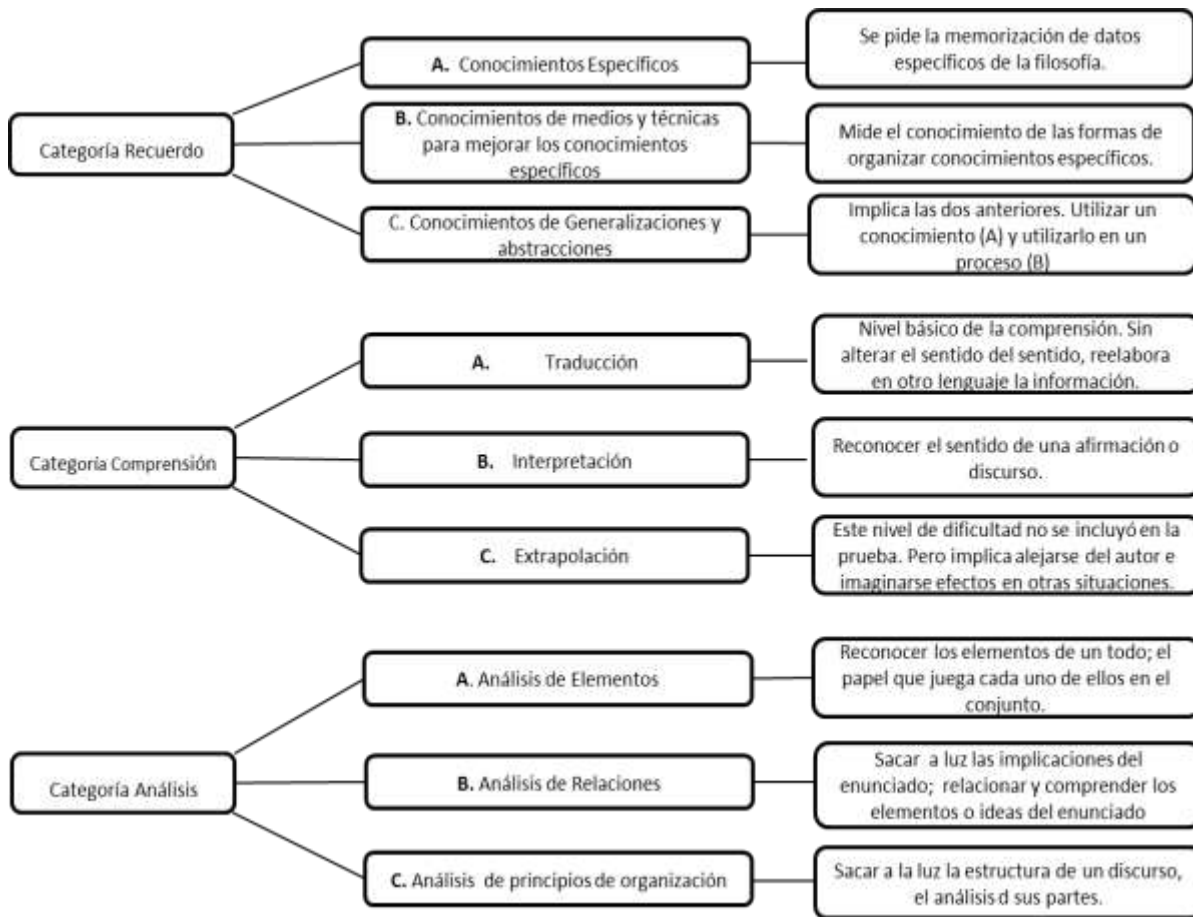 Categoría Recuerdo
A. Conocimientos Específicos
Se pide la memorización de datos
específicos de la filosofía.
B. Conocimientos de medios y técnicas
para mejorar los conocimientos
específicos
Mide el conocimiento de las formas de
organizar conocimientos específicos.
C. Conocimientos de Generalizaciones y
abstracciones
Implica las dos anteriores. Utilizar un
conocimiento (A) y utilizarlo en un
proceso (B)
Categoría Comprensión
A. Traducción
Nivel básico de la comprensión. Sin
alterar el sentido del sentido, reelabora
en otro lenguaje la información.
B. Interpretación
Reconocer el sentido de una afirmación o
discurso.
C. Extrapolación
Este nivel de dificultad no se incluyó en la
prueba. Pero implica alejarse del autor e
imaginarse efectos en otras situaciones.
Categoría Análisis
A. Análisis de Elementos
Reconocer los elementos de un todo; el
papel que juega cada uno de ellos en el
conjunto.
B. Análisis de Relaciones
Sacar a luz las implicaciones del
enunciado; relacionar y comprender los
elementos o ideas del enunciado
C. Análisis de principios de organización
Sacar a la luz la estructura de un discurso,
el análisis d sus partes.